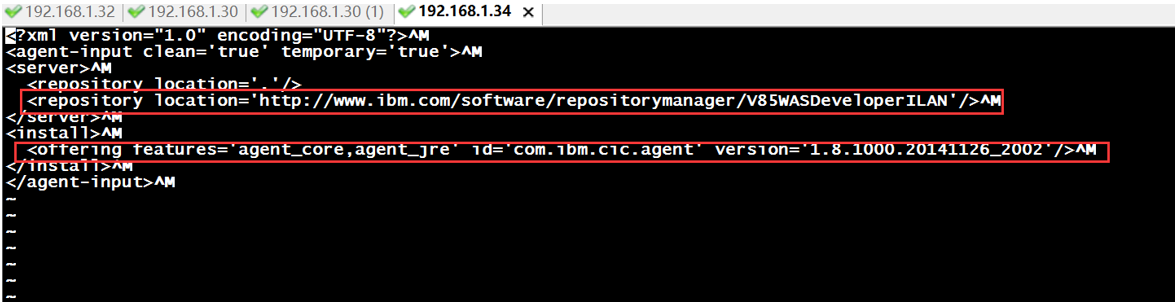 192.168.1.32 192.168.1.30 192.168.1.30 (1) 192.168.1.34
<?xml version="1.0" encoding="UTF-8"?>^M
<agent-input clean='true' temporary='true'>^M
<server>^M
  <repository location='.'/>
  <repository location='http://www.ibm.com/software/repositorymanager/V85WASDeveloperILAN'/>^M
</server>^M
<install>^M
  <offering features='agent_core,agent_jre' id='com.ibm.cic.agent' version='1.8.1000.20141126_2002'/>^M
</install>^M
</agent-input>^M
~
~
~
~
~
~
~